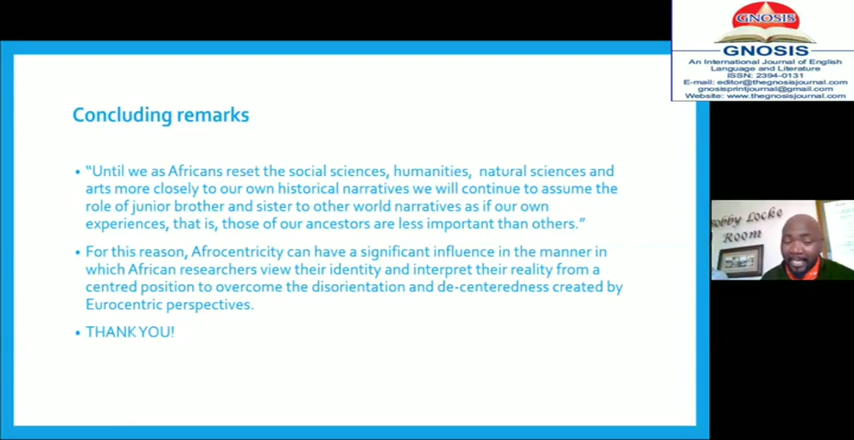 GNOSIS
GNOSIS
An International Journal of English
Language and Literature
ISSN: 2394-0131
E-mail: editor@thegnosisjournal.com
gnosisprintjournal@gmail.com
Website: www.thegnosisjournal.com
Concluding remarks
• "Until we as Africans reset the social sciences, humities, natural sciences and
arts more closely to our own historical narratives we will continue to assume the
role of junior brother and sister to other world narratives as if our own
experiences, that is, those of our ancestors are less important than others."
• For this reason, Afrocentricity can have a significant influence in the manner in
which African researchers view their identity and interpret their reality from a
centred position to overcome the disorientation and de-centeredness created by
Eurocentric perspectives.
• THANK YOU!
obby Locke
Room